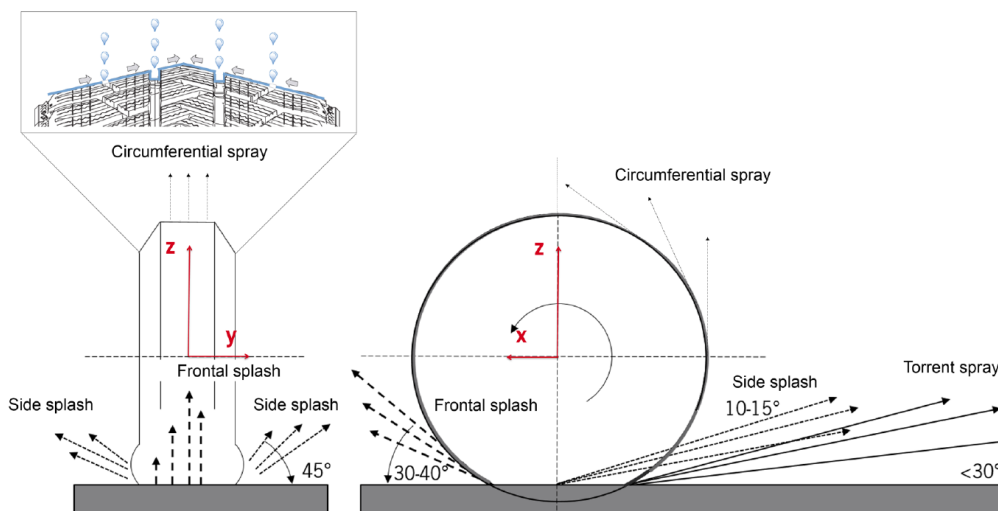 Circumferential spray
z
y
Frontal splash
Side splash
Side splash
45°
Circumferential spray
z
x
Frontal splash
30-40°
Side splash
10-15°
Torrent spray
<30°